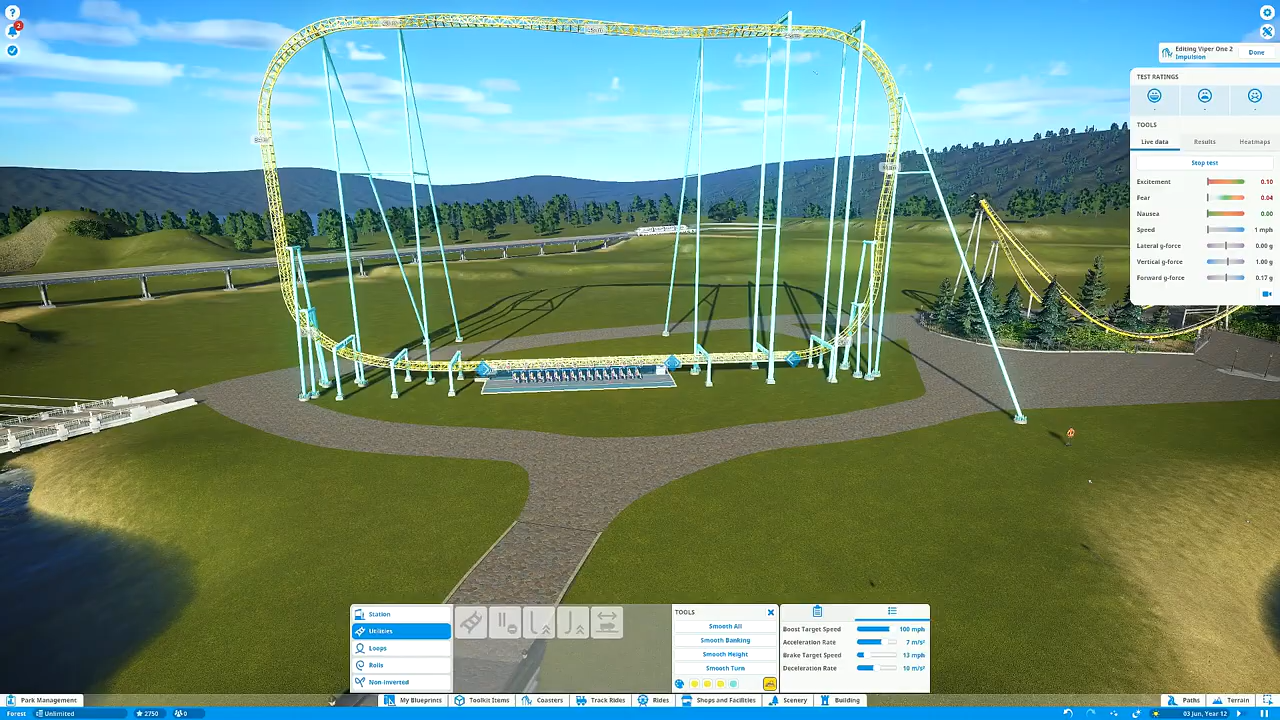 ?
2
Editing Viper One 2
Impulsion
Done
TEST RATINGS
-
-
-
TOOLS
Live data
Results
Heatmaps
Stop test
Excitement 0.10
Fear 0.04
Nausea 0.00
Speed 1 mph
Lateral g-force 0.00 g
Vertical g-force 1.00 g
Forward g-force 0.17 g
Station
Utilities
Loops
Rolls
Non-inverted
TOOLS
Smooth All
Smooth Banking
Smooth Height
Smooth Turn
Boost Target Speed 100 mph
Acceleration Rate 7 m/s²
Brake Target Speed 13 mph
Deceleration Rate 10 m/s²
Park Management
My Blueprints
Toolkit Items
Coasters
Track Rides
Rides
Shops and Facilities
Scenery
Building
Paths
Terrain
Forest
Unlimited
2750
0
03 Jun, Year 12